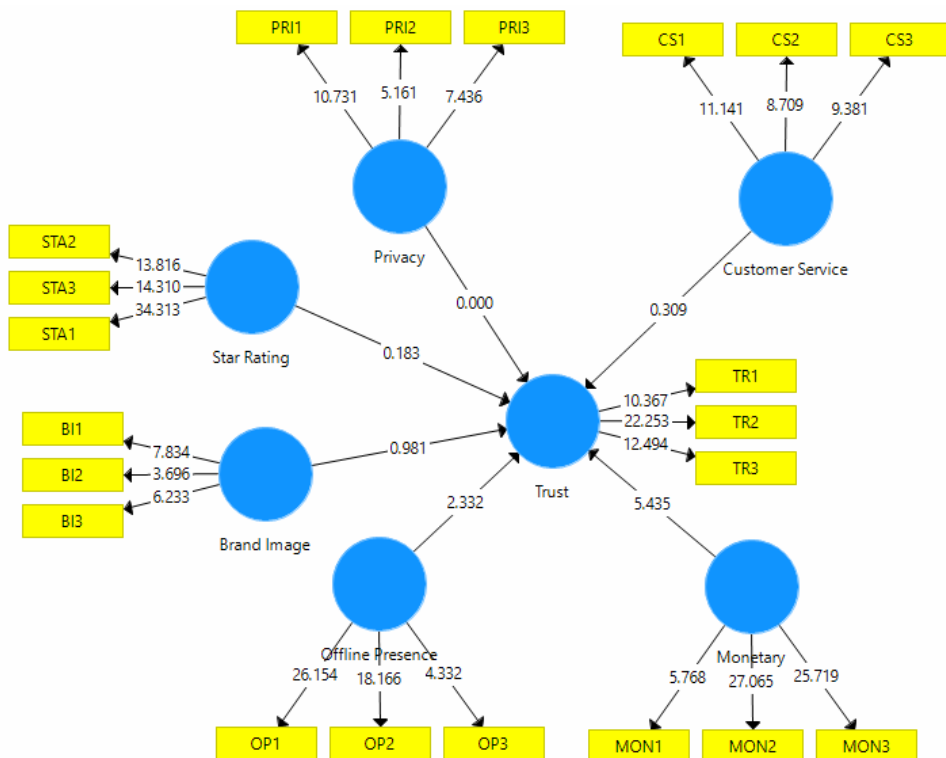 PRI1
PRI2
PRI3
CS1
CS2
CS3
10.731
5.161
7.436
11.141
8.709
9.381
Privacy
Customer Service
STA2
STA3
STA1
13.816
14.310
34.313
Star Rating
0.000
0.309
0.183
BI1
BI2
BI3
7.834
3.696
6.233
Brand Image
0.981
TR1
TR2
TR3
10.367
22.253
12.494
Trust
2.332
5.435
Offline Presence
Monetary
26.154
18.166
4.332
5.768
27.065
25.719
OP1
OP2
OP3
MON1
MON2
MON3